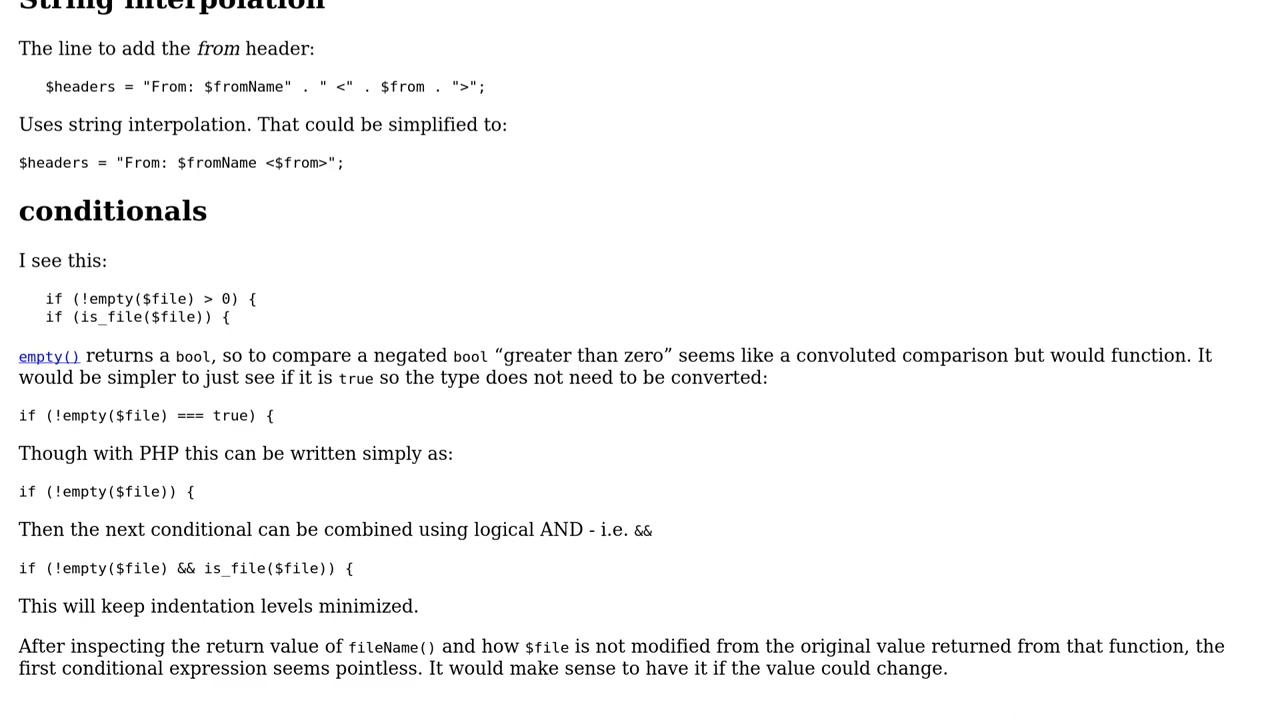 String interpolation
The line to add the from header:
$headers = "From: $fromName" . " <" . $from . ">";
Uses string interpolation. That could be simplified to:
$headers = "From: $fromName <$from>";
conditionals
I see this:
if (!empty($file) > 0) {
if (is_file($file)) {
empty() returns a bool, so to compare a negated bool “greater than zero” seems like a convoluted comparison but would function. It
would be simpler to just see if it is true so the type does not need to be converted:
if (!empty($file) === true) {
Though with PHP this can be written simply as:
if (!empty($file)) {
Then the next conditional can be combined using logical AND - i.e. &&
if (!empty($file) && is_file($file)) {
This will keep indentation levels minimized.
After inspecting the return value of fileName() and how $file is not modified from the original value returned from that function, the
first conditional expression seems pointless. It would make sense to have it if the value could change.